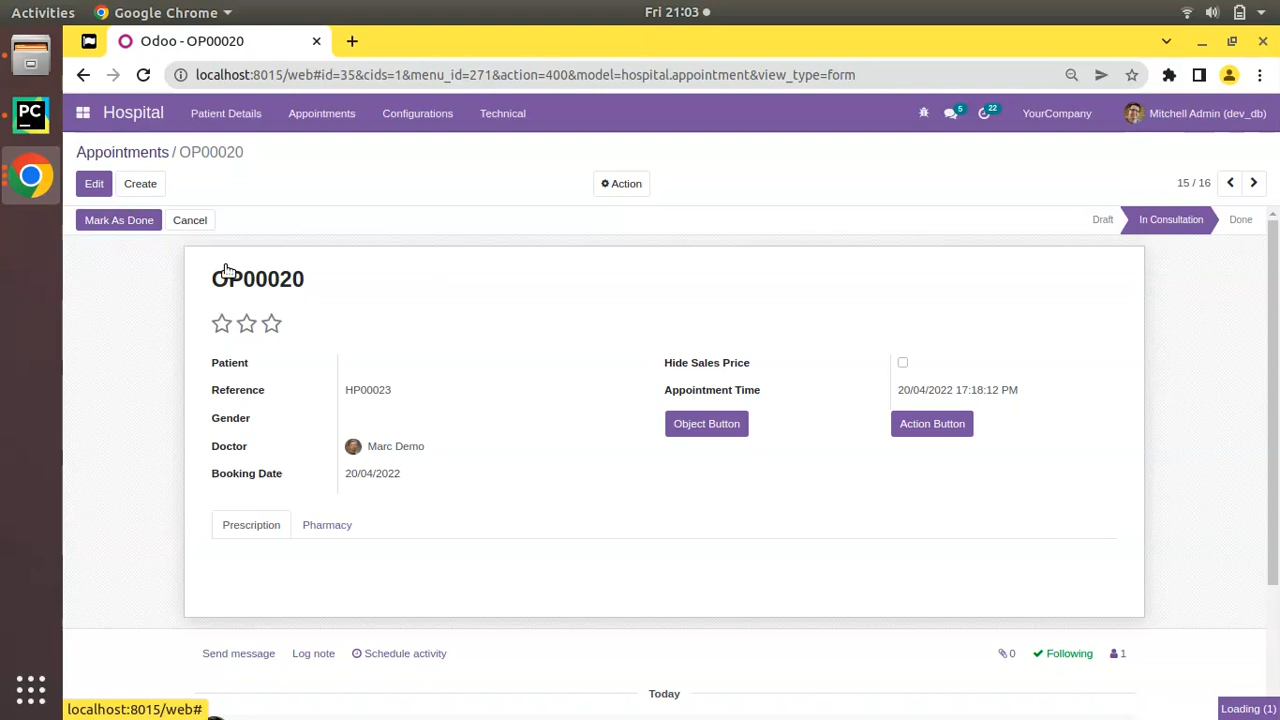 Activities Google Chrome Fri 21:03
Odoo - OP00020
localhost:8015/web#id=35&cids=1&menu_id=271&action=400&model=hospital.appointment&view_type=form
Hospital Patient Details Appointments Configurations Technical 5 22 YourCompany Mitchell Admin (dev_db)
Appointments / OP00020
Edit Create Action 15 / 16
Mark As Done Cancel Draft In Consultation Done
OP00020
Patient Hide Sales Price
Reference HP00023 Appointment Time 20/04/2022 17:18:12 PM
Gender Object Button Action Button
Doctor Marc Demo
Booking Date 20/04/2022
Prescription Pharmacy
Send message Log note Schedule activity 0 Following 1
Today
localhost:8015/web# Loading (1)
PC